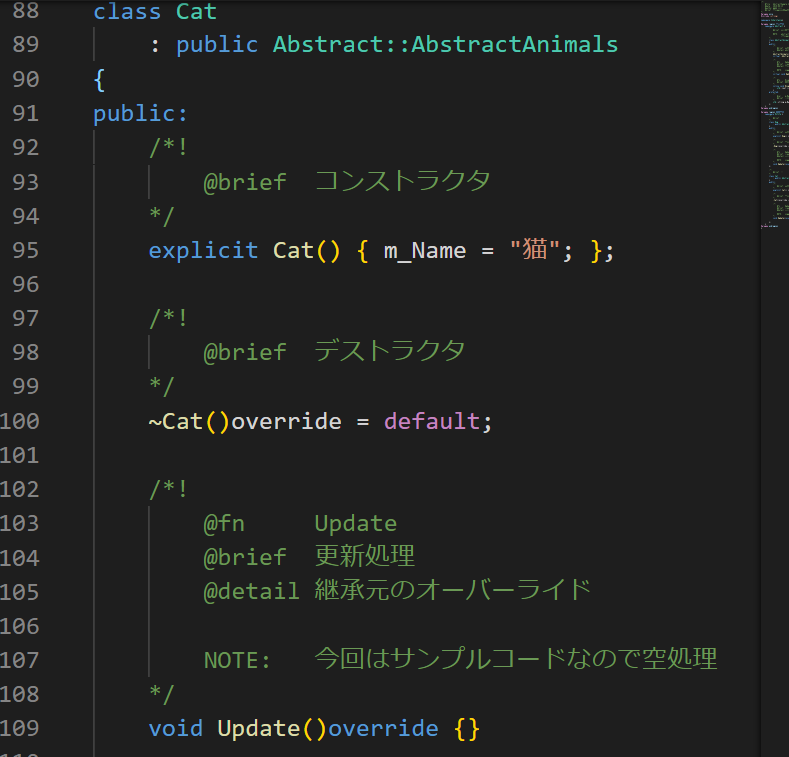 88 class Cat
89 : public Abstract::AbstractAnimals
90 {
91 public:
92 /*!
93 @brief コンストラクタ
94 */
95 explicit Cat() { m_Name = "猫"; };
96
97 /*!
98 @brief デストラクタ
99 */
100 ~Cat()override = default;
101
102 /*!
103 @fn Update
104 @brief 更新処理
105 @detail 継承元のオーバーライド
106
107 NOTE: 今回はサンプルコードなので空処理
108 */
109 void Update()override {}